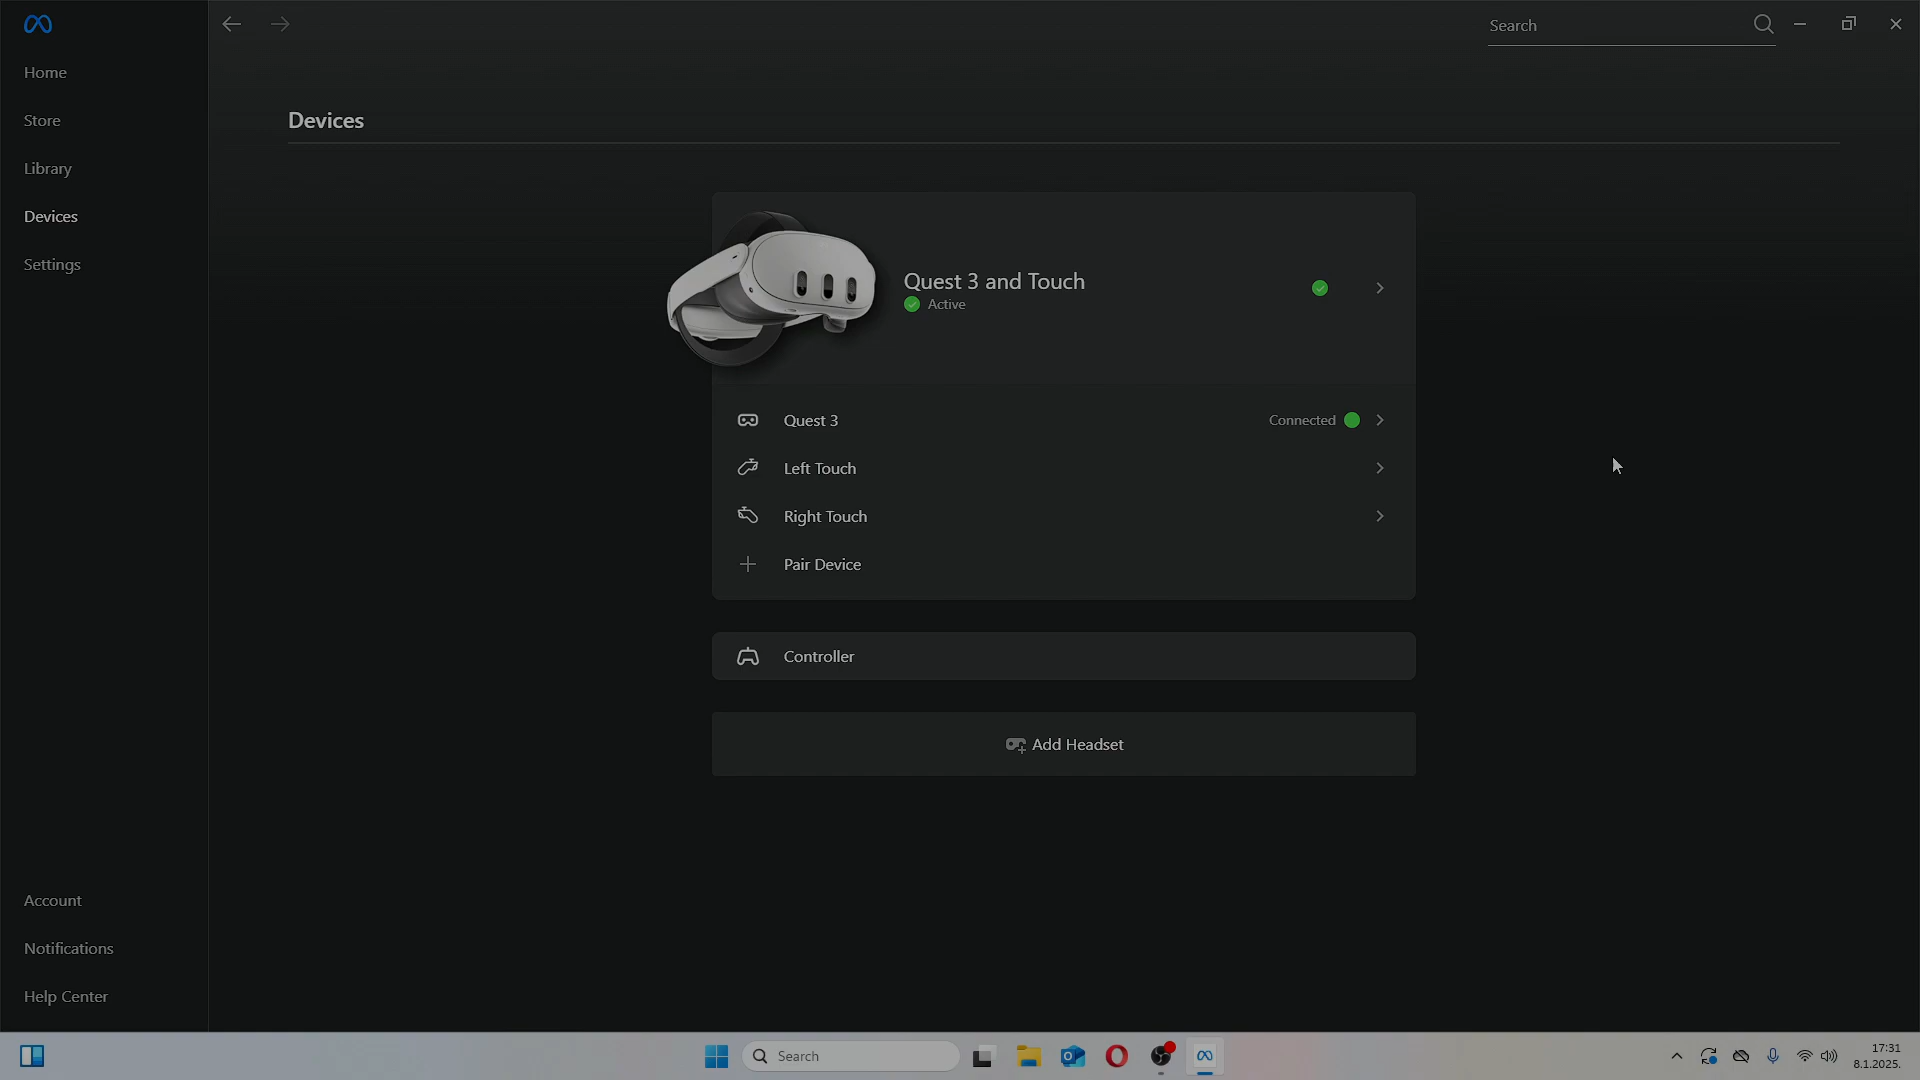 Search
Home
Store
Library
Devices
Settings
Account
Notifications
Help Center
Devices
Quest 3 and Touch
Active
Quest 3
Connected
Left Touch
Right Touch
Pair Device
Controller
Add Headset
Search
17:31
8.1.2025.